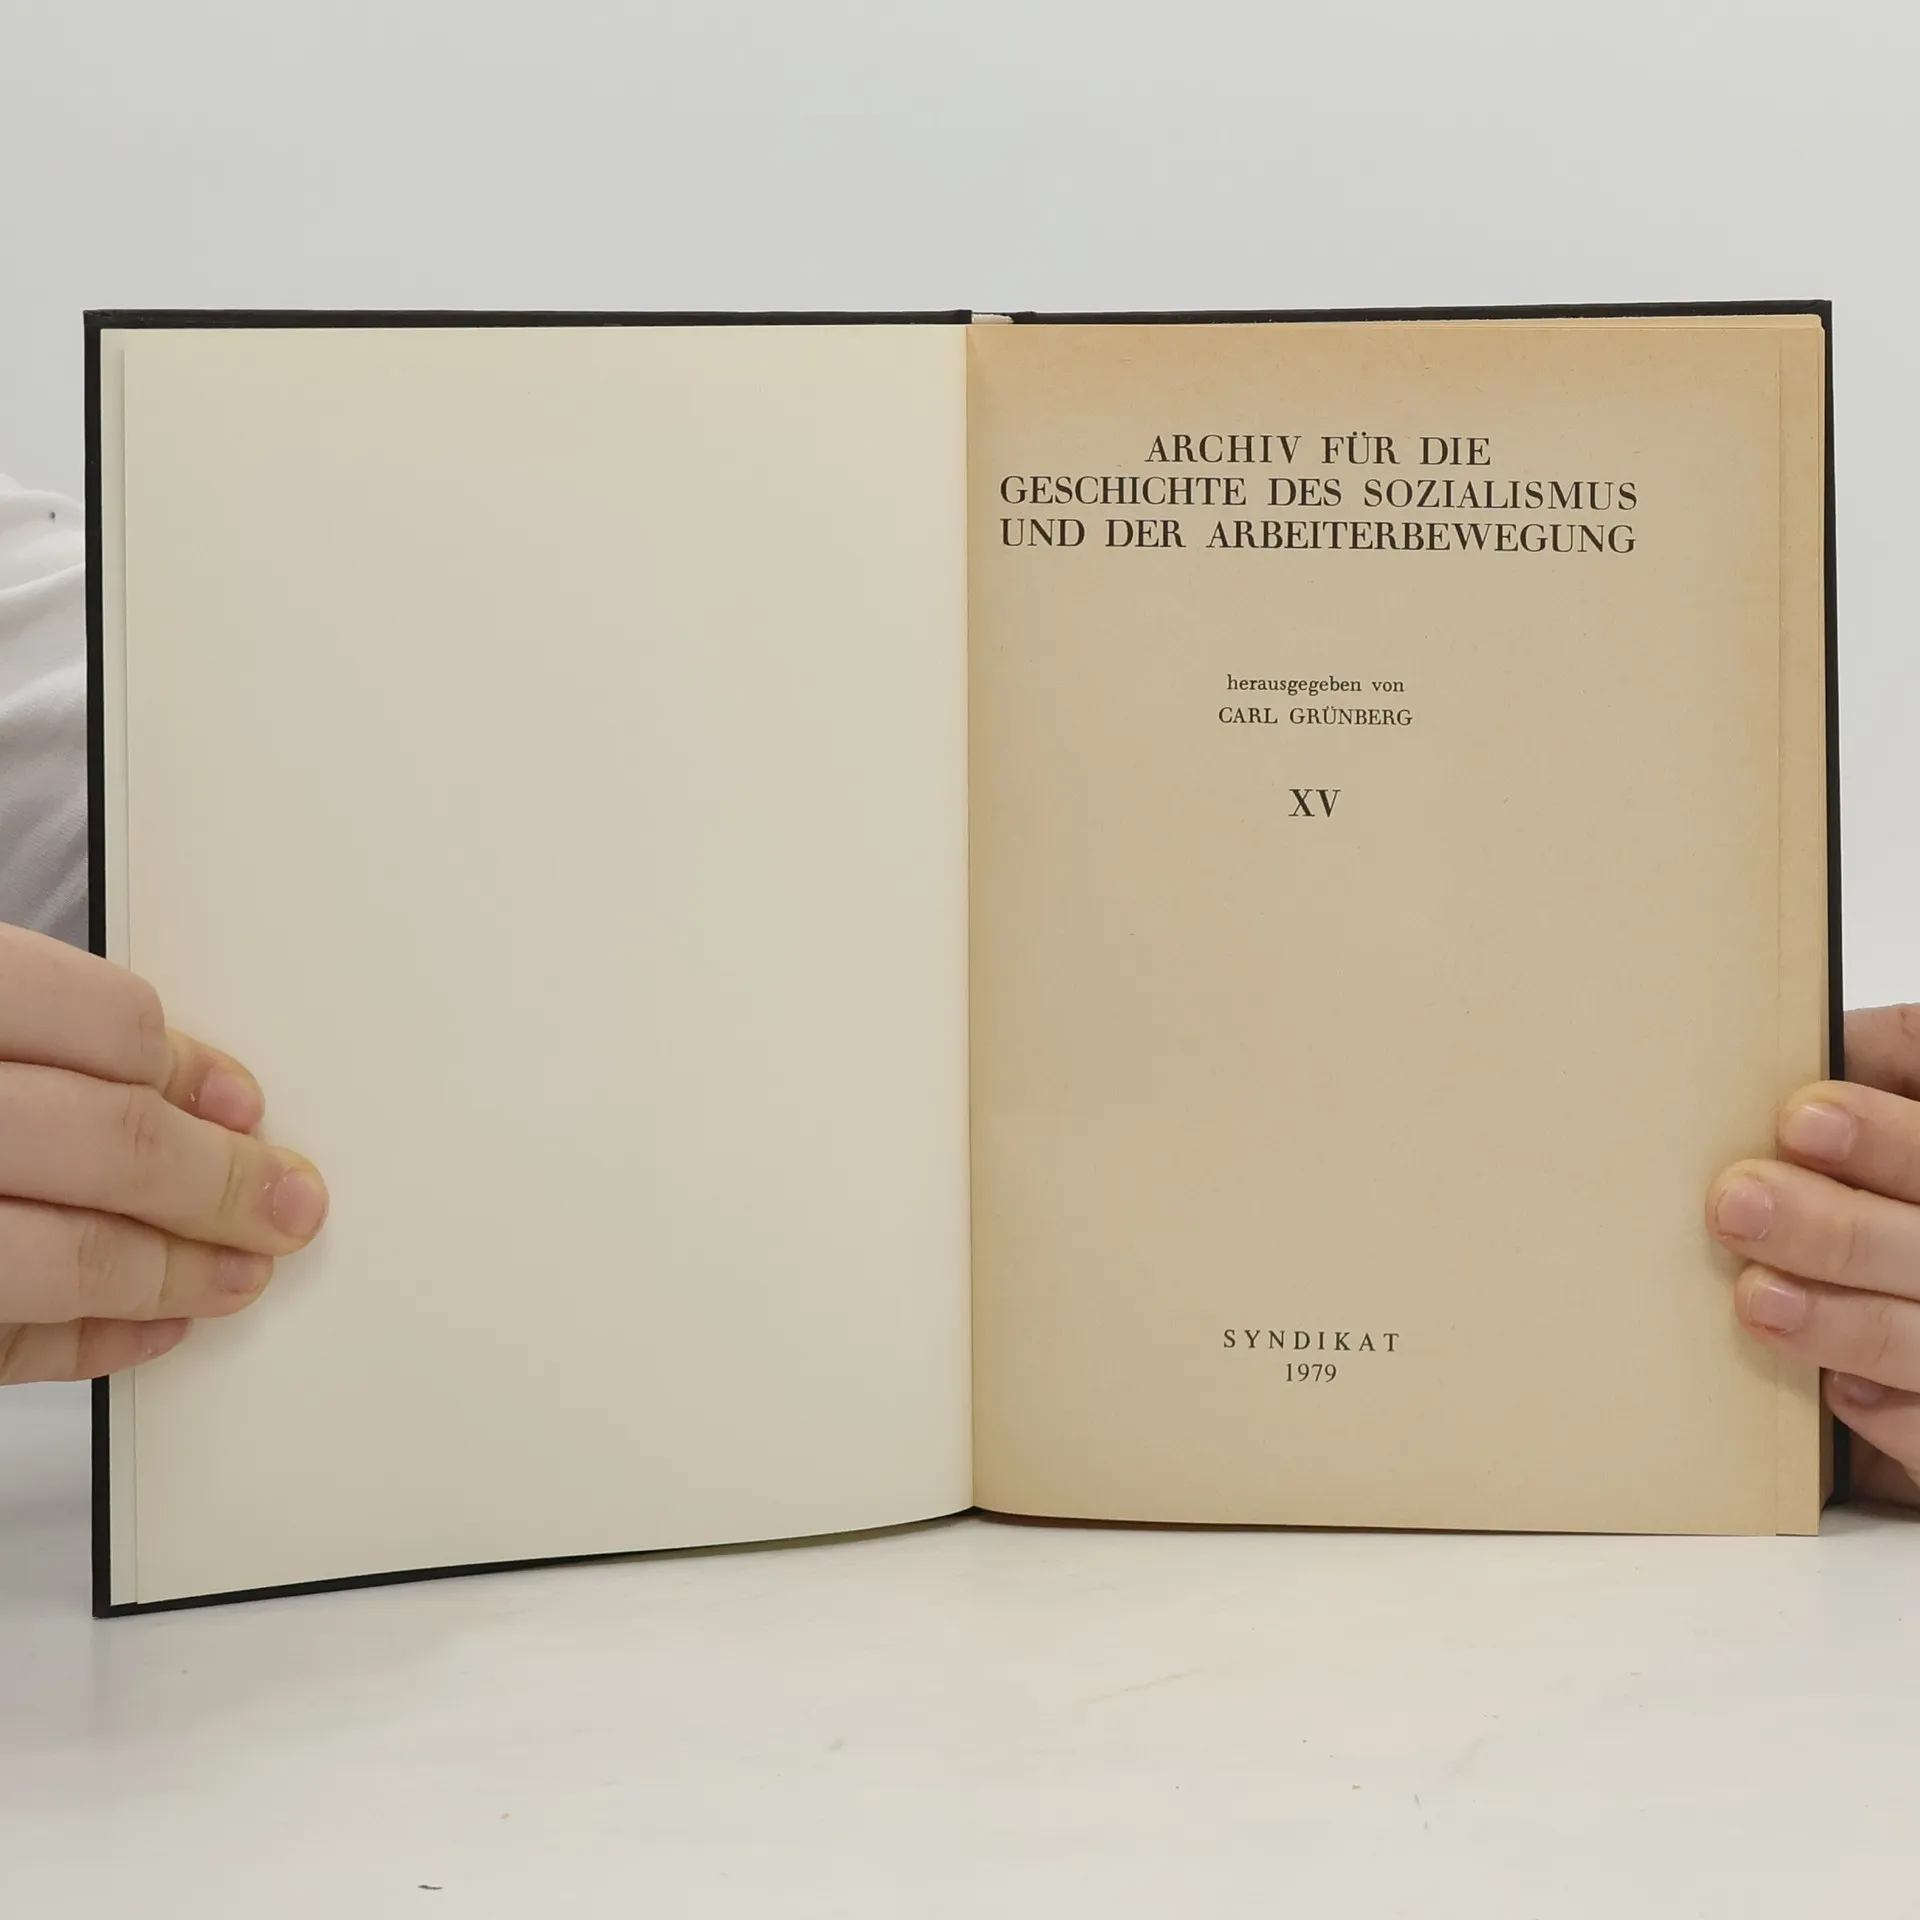 ARCHIV FÜR DIE
GESCHICHTE DES SOZIALISMUS
UND DER ARBEITERBEWEGUNG
herausgegeben von
CARL GRÜNBERG
XV
SYNDIKAT
1979